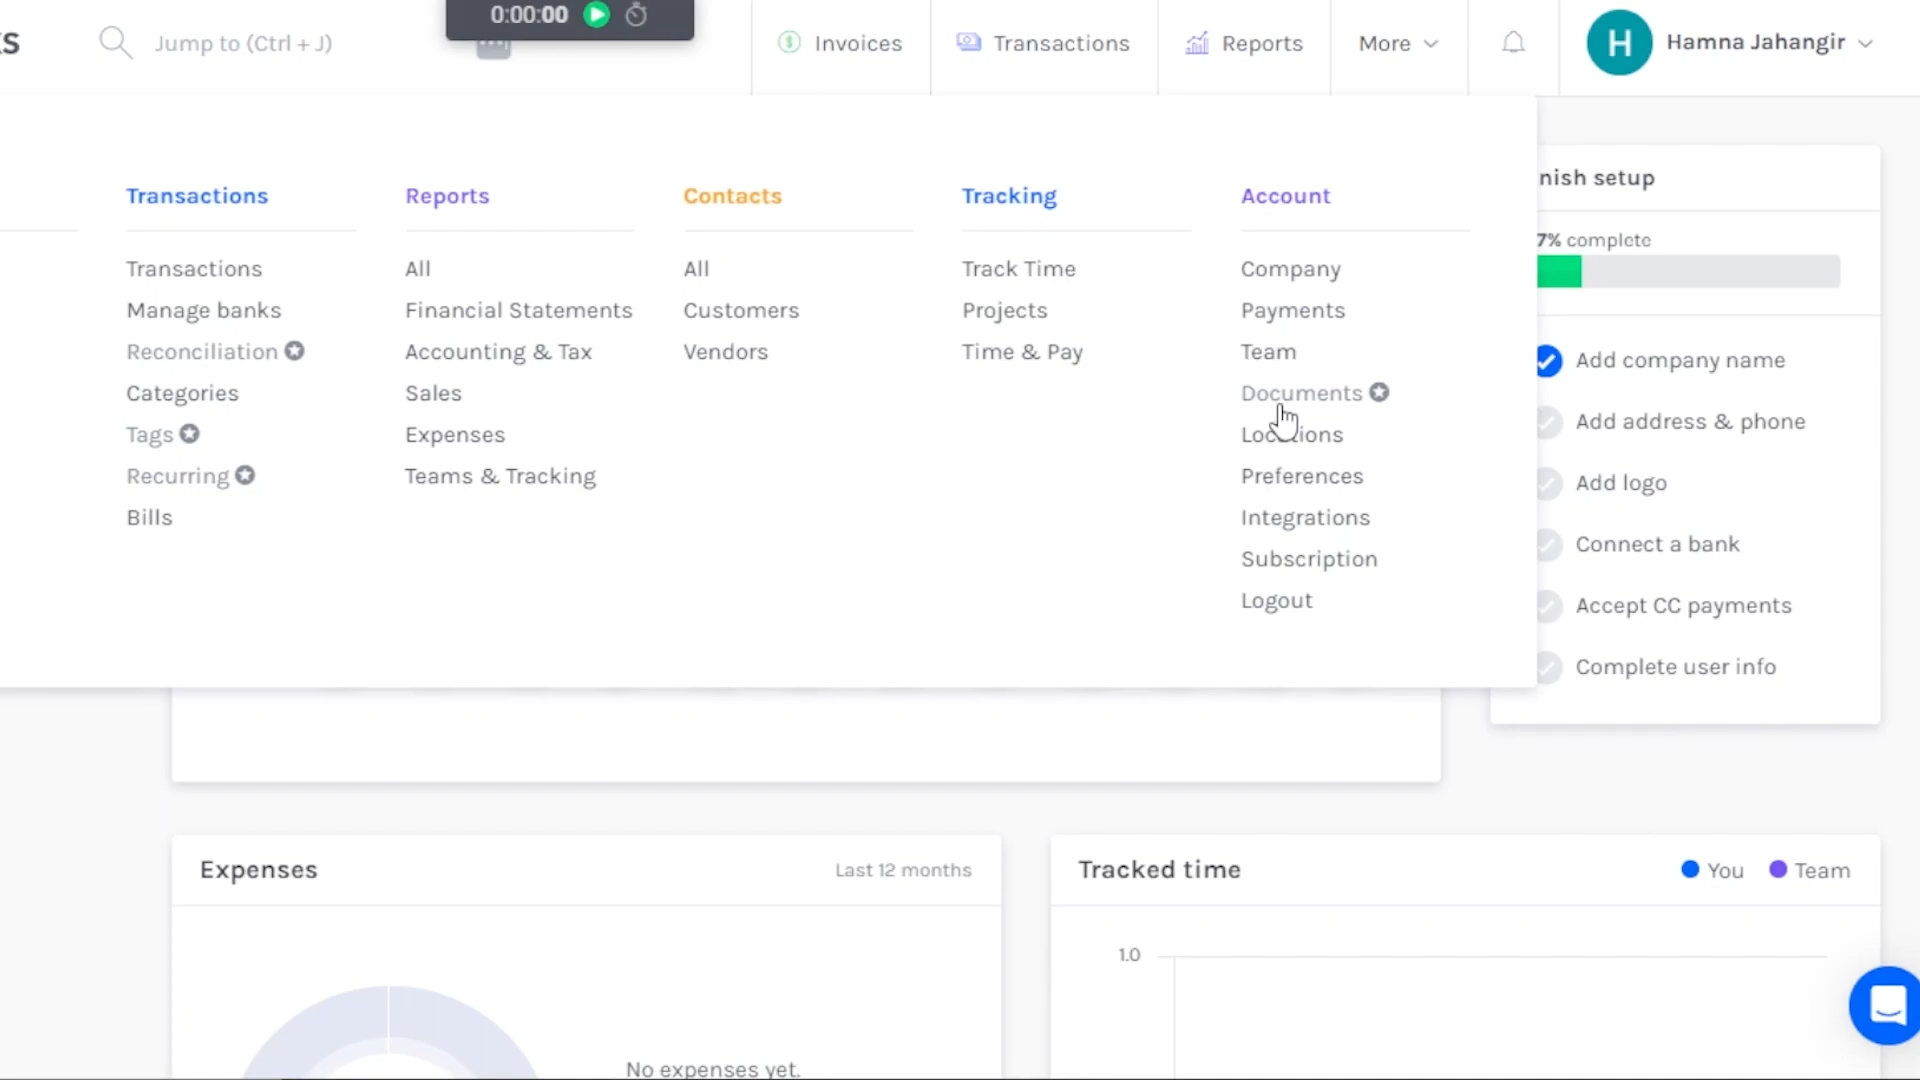 Jump to (Ctrl + J)
0:00:00
Invoices
Transactions
Reports
More
H
Hamna Jahangir
Transactions
Transactions
Manage banks
Reconciliation
Categories
Tags
Recurring
Bills
Reports
All
Financial Statements
Accounting & Tax
Sales
Expenses
Teams & Tracking
Contacts
All
Customers
Vendors
Tracking
Track Time
Projects
Time & Pay
Account
Company
Payments
Team
Documents
Locations
Preferences
Integrations
Subscription
Logout
nish setup
7% complete
Add company name
Add address & phone
Add logo
Connect a bank
Accept CC payments
Complete user info
Expenses
Last 12 months
No expenses yet.
Tracked time
You
Team
1.0